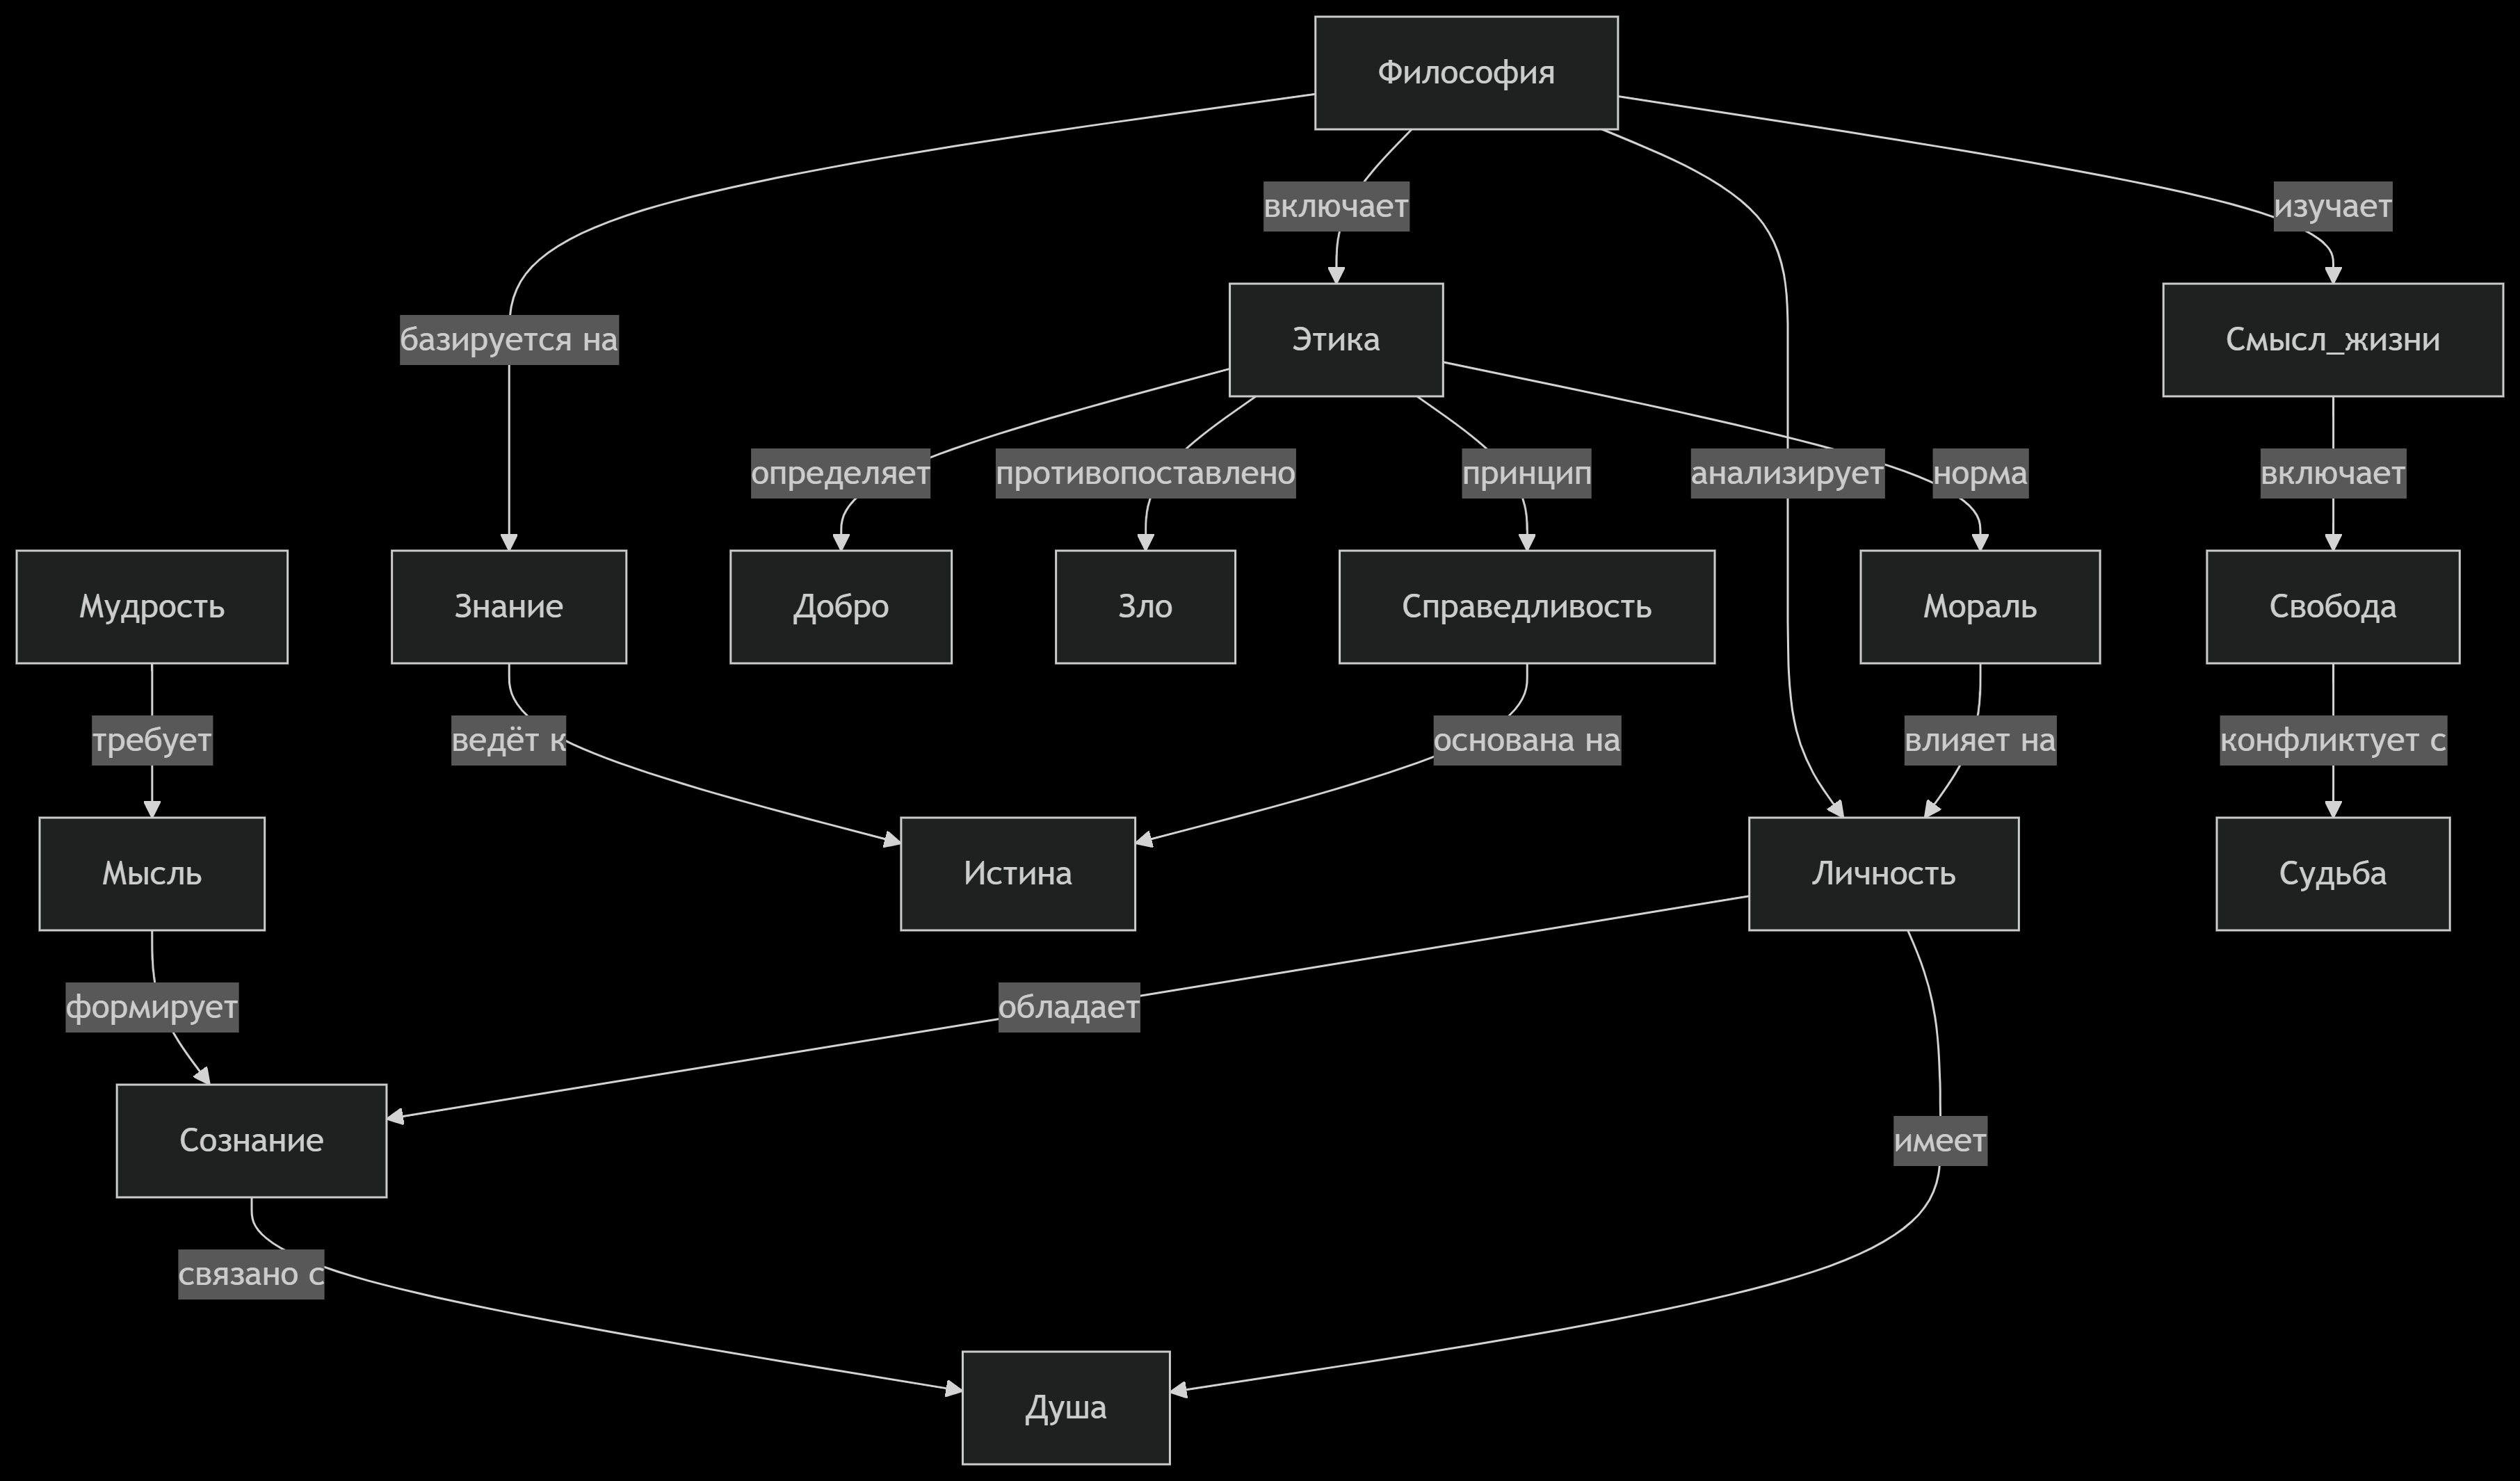 Философия
включает
изучает
базируется на
Этика
Смысл_жизни
определяет
противопоставлено
принцип
анализирует
норма
включает
Мудрость
Знание
Добро
Зло
Справедливость
Мораль
Свобода
требует
ведёт к
основана на
влияет на
конфликтует с
Мысль
Истина
Личность
Судьба
формирует
обладает
Сознание
имеет
связано с
Душа